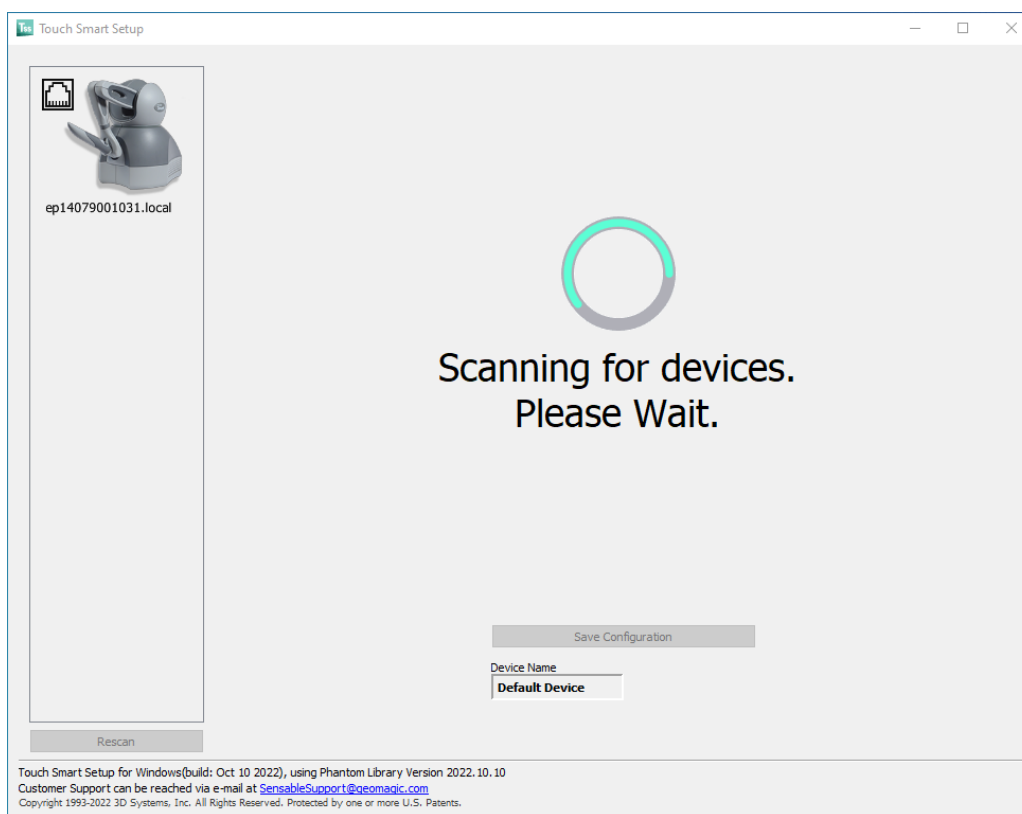 Tss Touch Smart Setup
ep14079001031.local
Scanning for devices.
Please Wait.
Save Configuration
Device Name
Default Device
Rescan
Touch Smart Setup for Windows(build: Oct 10 2022), using Phantom Library Version 2022.10.10
Customer Support can be reached via e-mail at SensableSupport@geomagic.com
Copyright 1993-2022 3D Systems, Inc. All Rights Reserved. Protected by one or more U.S. Patents.